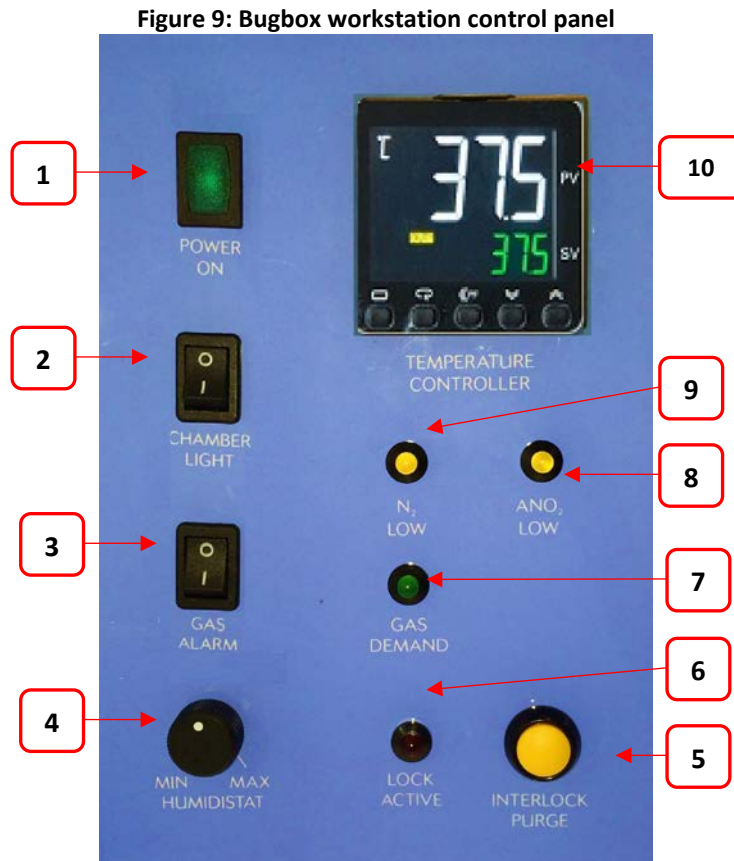 Figure 9: Bugbox workstation control panel
1
POWER
ON
2
CHAMBER
LIGHT
3
GAS
ALARM
4
MIN MAX
HUMIDISTAT
10
℃
37.5
PV
37.5
SV
TEMPERATURE
CONTROLLER
9
N₂
LOW
8
ANO₂
LOW
7
GAS
DEMAND
6
LOCK
ACTIVE
5
INTERLOCK
PURGE
O
I
O
I